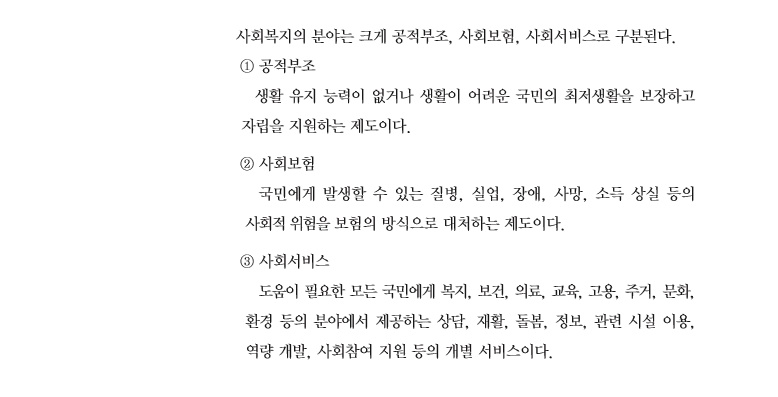 사회복지의 분야는 크게 공적부조, 사회보험, 사회서비스로 구분된다.
① 공적부조
생활 유지 능력이 없거나 생활이 어려운 국민의 최저생활을 보장하고
자립을 지원하는 제도이다.
② 사회보험
국민에게 발생할 수 있는 질병, 실업, 장애, 사망, 소득 상실 등의
사회적 위험을 보험의 방식으로 대처하는 제도이다.
③ 사회서비스
도움이 필요한 모든 국민에게 복지, 보건, 의료, 교육, 고용, 주거, 문화,
환경 등의 분야에서 제공하는 상담, 재활, 돌봄, 정보, 관련 시설 이용,
역량 개발, 사회참여 지원 등의 개별 서비스이다.